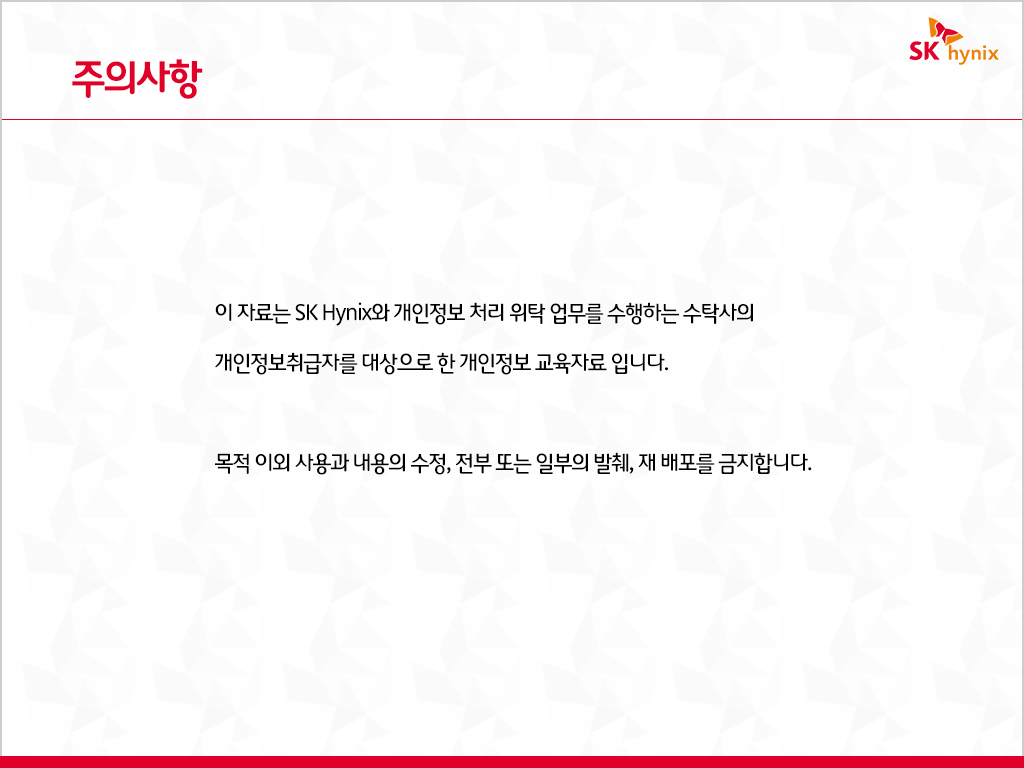 주의사항
SK hynix
이 자료는 SK Hynix와 개인정보 처리 위탁 업무를 수행하는 수탁사의
개인정보취급자를 대상으로 한 개인정보 교육자료 입니다.
목적 이외 사용과 내용의 수정, 전부 또는 일부의 발췌, 재 배포를 금지합니다.